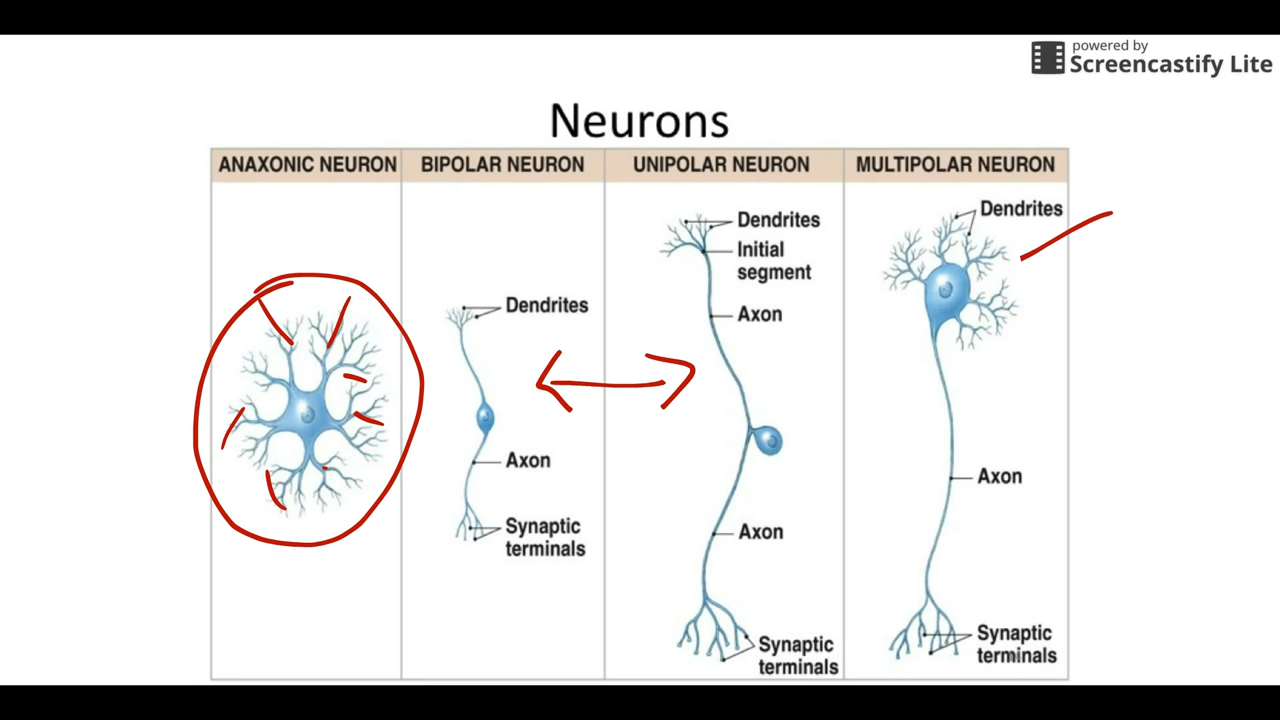 powered by
Screencastify Lite
Neurons
ANAXONIC NEURON
BIPOLAR NEURON
UNIPOLAR NEURON
MULTIPOLAR NEURON
Dendrites
Axon
Synaptic
terminals
Dendrites
Initial
segment
Axon
Axon
Synaptic
terminals
Dendrites
Axon
Synaptic
terminals